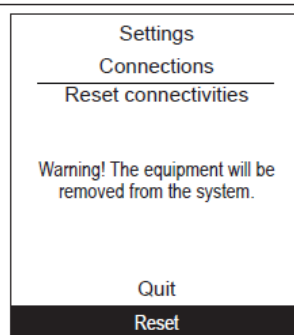 Settings
Connections
Reset connectivities
Warning! The equipment will be
removed from the system.
Quit
Reset